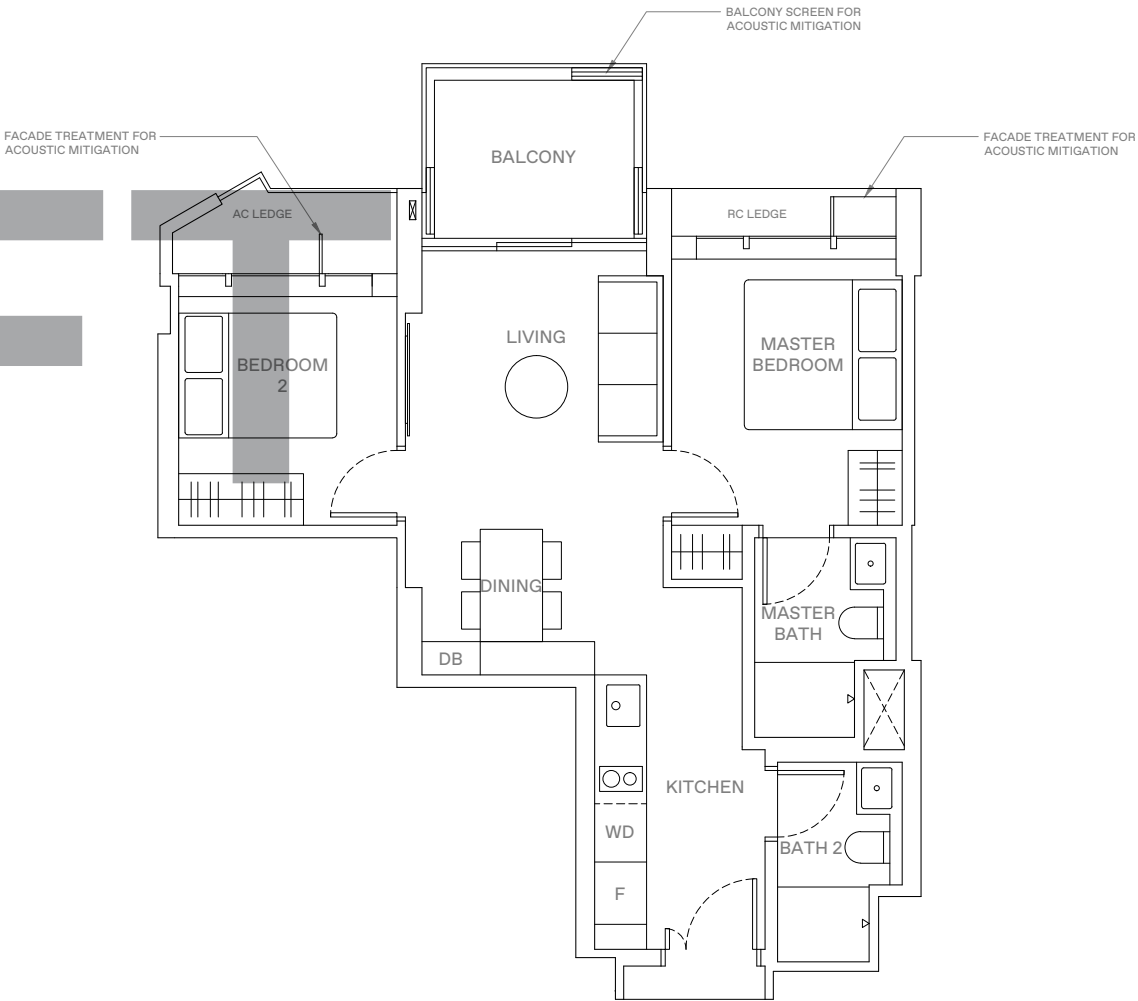 BALCONY SCREEN FOR
ACOUSTIC MITIGATION
FACADE TREATMENT FOR
ACOUSTIC MITIGATION
FACADE TREATMENT FOR
ACOUSTIC MITIGATION
BALCONY
AC LEDGE
RC LEDGE
LIVING
MASTER
BEDROOM
BEDROOM
2
DINING
MASTER
BATH
DB
KITCHEN
WD
BATH 2
F